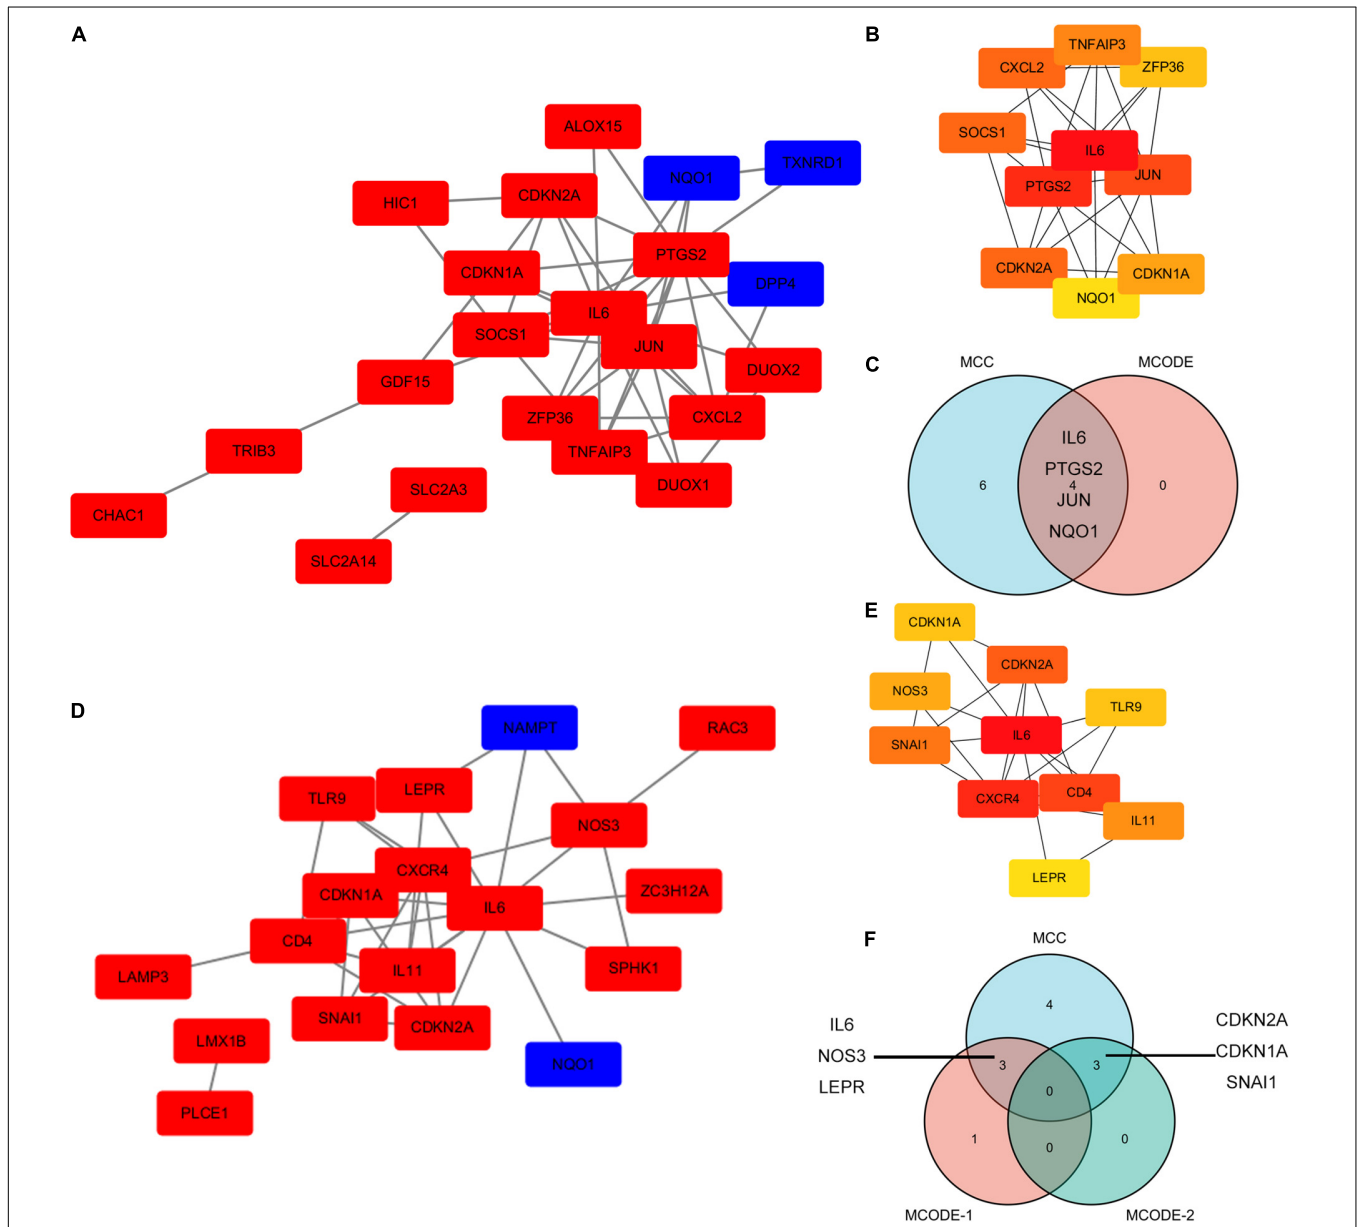 A
ALOX15
NQO1
TXNRD1
HIC1
CDKN2A
PTGS2
CDKN1A
DPP4
IL6
SOCS1
JUN
DUOX2
GDF15
ZFP36
CXCL2
TNFAIP3
TRIB3
DUOX1
SLC2A3
CHAC1
SLC2A14
B
TNFAIP3
CXCL2
ZFP36
SOCS1
IL6
JUN
PTGS2
CDKN2A
CDKN1A
NQO1
C
MCC
MCODE
IL6
PTGS2
6
4
0
JUN
NQO1
D
NAMPT
RAC3
LEPR
TLR9
NOS3
CXCR4
CDKN1A
ZC3H12A
IL6
CD4
IL11
SPHK1
LAMP3
SNAI1
CDKN2A
LMX1B
NQO1
PLCE1
E
CDKN1A
CDKN2A
NOS3
TLR9
IL6
SNAI1
CD4
CXCR4
IL11
LEPR
F
MCC
4
IL6
NOS3
LEPR
CDKN2A
CDKN1A
SNAI1
3
3
0
1
0
0
MCODE-1
MCODE-2